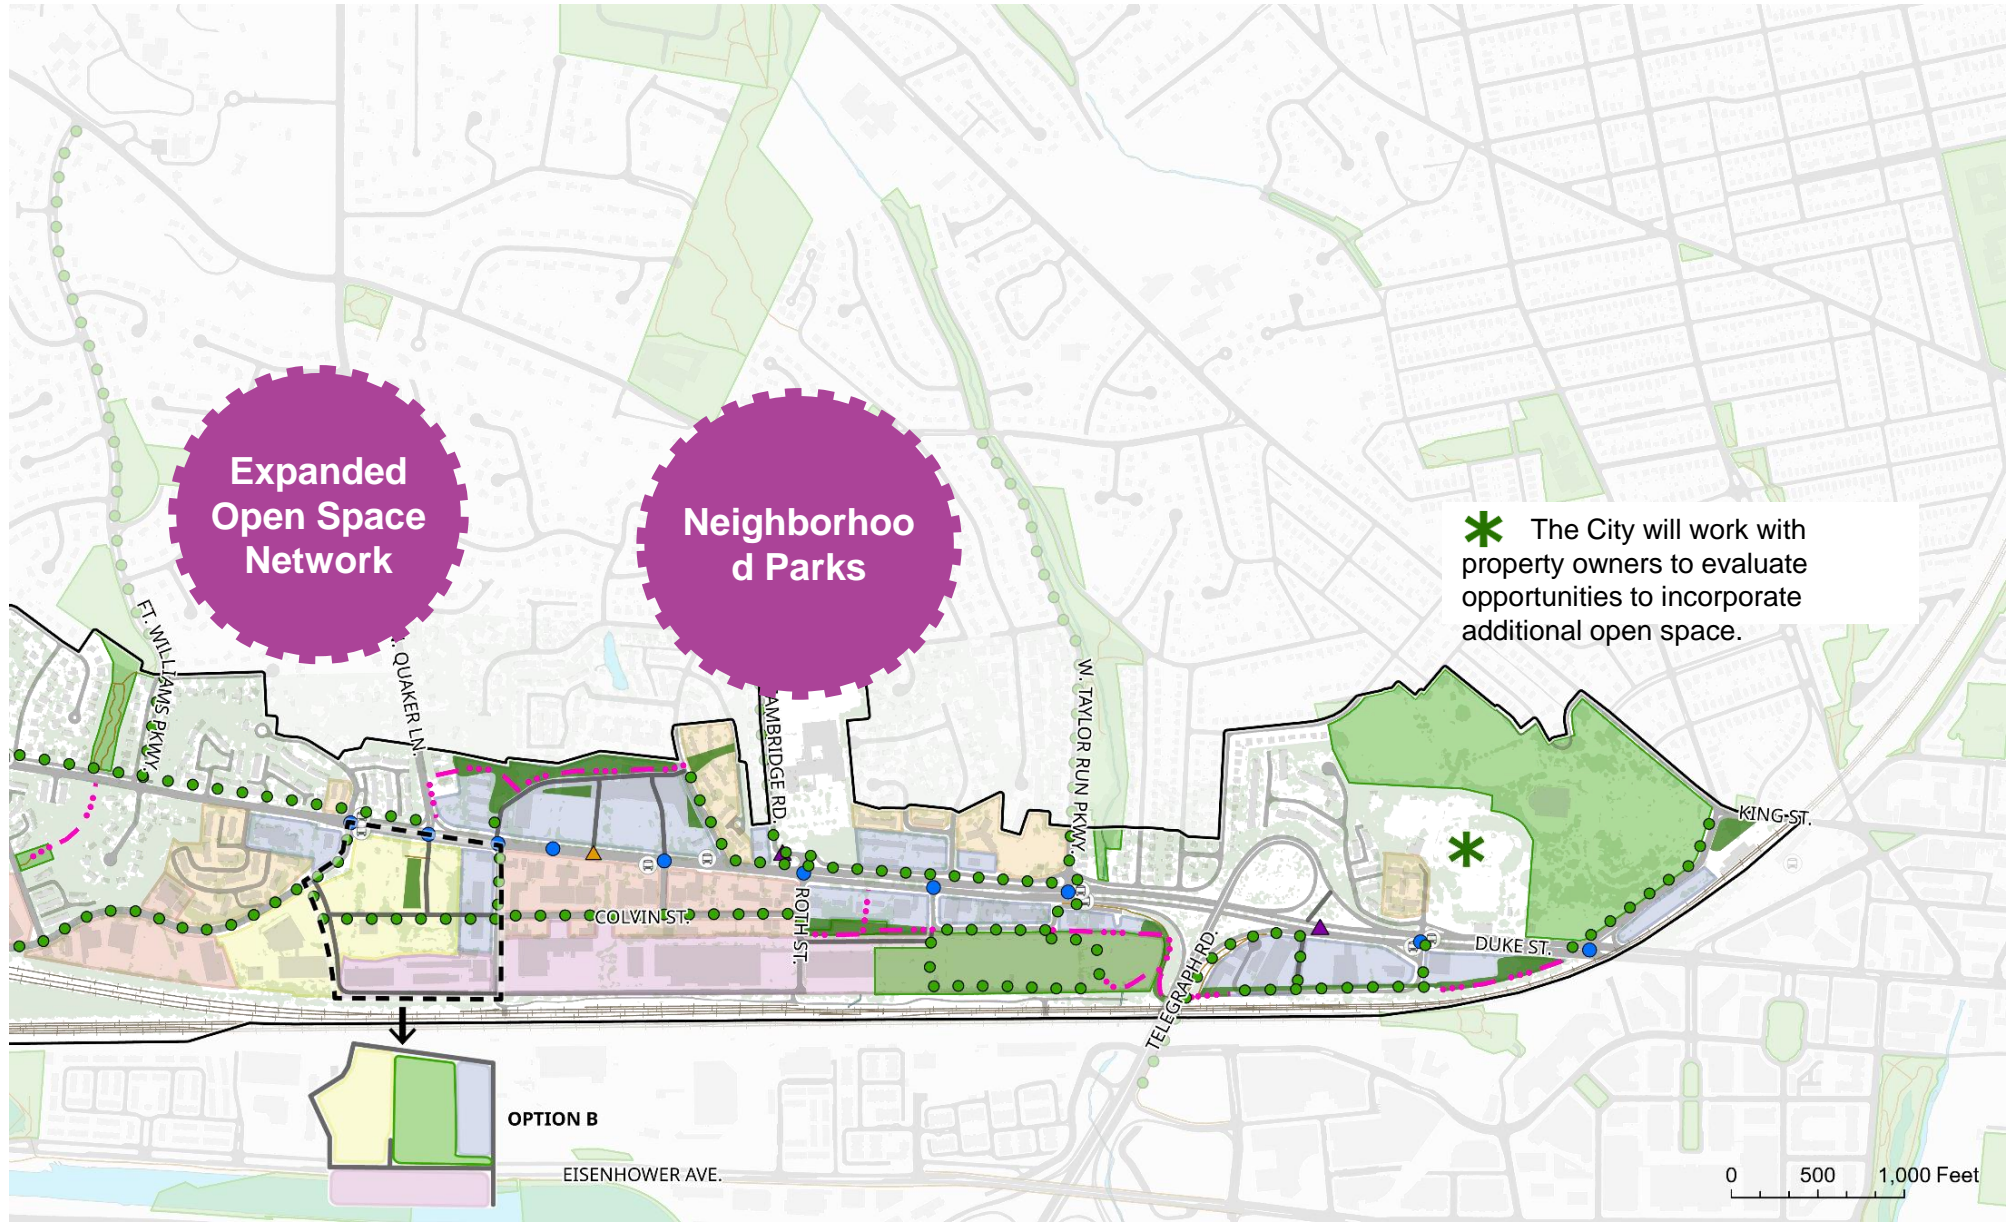 Expanded
Open Space
Network
Neighborhoo
d Parks
The City will work with
property owners to evaluate
opportunities to incorporate
additional open space.
FT. WILLIAMS PKWY.
QUAKER LN.
AMBRIDGE RD.
W. TAYLOR RUN PKWY.
KING ST.
COLVIN ST.
ROTH ST.
DUKE ST.
TELEGRAPH RD.
OPTION B
EISENHOWER AVE.
0 500 1,000 Feet